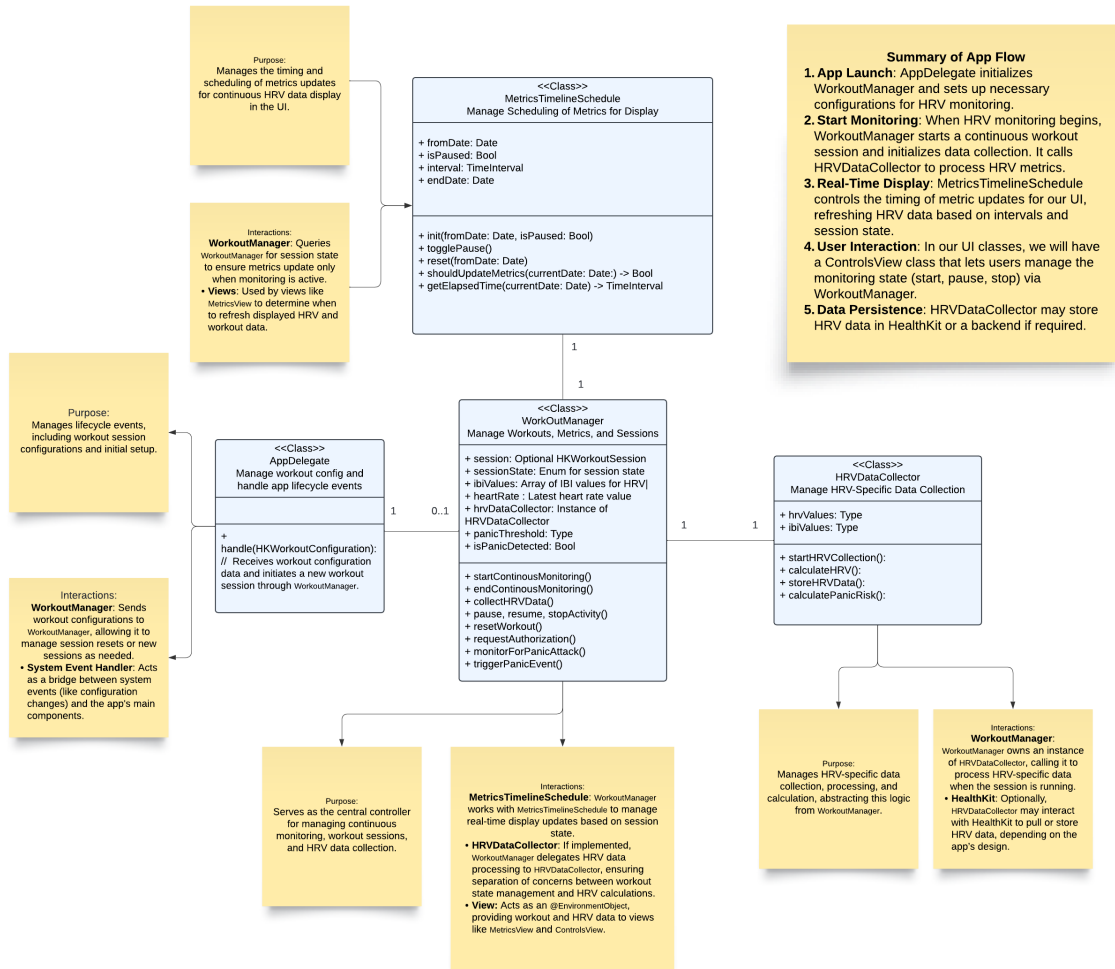 Purpose:
Manages the timing and
scheduling of metrics updates
for continuous HRV data display
in the UI.
Interactions:
WorkoutManager: Queries
WorkoutManager for session state
to ensure metrics update only
when monitoring is active.
• Views: Used by views like
MetricsView to determine when
to refresh displayed HRV and
workout data.
<<Class>>
MetricsTimelineSchedule
Manage Scheduling of Metrics for Display
+ fromDate: Date
+ isPaused: Bool
+ interval: TimeInterval
+ endDate: Date
+ init(fromDate: Date, isPaused: Bool)
+ togglePause()
+ reset(fromDate: Date)
+ shouldUpdateMetrics(currentDate: Date:) -> Bool
+ getElapsedTime(currentDate: Date) -> TimeInterval
Summary of App Flow
1. App Launch: AppDelegate initializes
WorkoutManager and sets up necessary
configurations for HRV monitoring.
2. Start Monitoring: When HRV monitoring begins,
WorkoutManager starts a continuous workout
session and initializes data collection. It calls
HRVDataCollector to process HRV metrics.
3. Real-Time Display: MetricsTimelineSchedule
controls the timing of metric updates for our UI,
refreshing HRV data based on intervals and
session state.
4. User Interaction: In our UI classes, we will have
a ControlsView class that lets users manage the
monitoring state (start, pause, stop) via
WorkoutManager.
5. Data Persistence: HRVDataCollector may store
HRV data in HealthKit or a backend if required.
1
1
Purpose:
Manages lifecycle events,
including workout session
configurations and initial setup.
Interactions:
WorkoutManager: Sends
workout configurations to
WorkoutManager, allowing it to
manage session resets or new
sessions as needed.
• System Event Handler: Acts
as a bridge between system
events (like configuration
changes) and the app's main
components.
<<Class>>
AppDelegate
Manage workout config and
handle app lifecycle events
+
handle(HKWorkoutConfiguration):
// Receives workout configuration
data and initiates a new workout
session through WorkoutManager.
1
0..1
<<Class>>
WorkOutManager
Manage Workouts, Metrics, and Sessions
+ session: Optional HKWorkoutSession
+ sessionState: Enum for session state
+ ibiValues: Array of IBI values for HRV|
+ heartRate : Latest heart rate value
+ hrvDataCollector: Instance of
HRVDataCollector
+ panicThreshold: Type
+ isPanicDetected: Bool
+ startContinousMonitoring()
+ endContinousMonitoring()
+ collectHRVData()
+ pause, resume, stopActivity()
+ resetWorkout()
+ requestAuthorization()
+ monitorForPanicAttack()
+ triggerPanicEvent()
1
1
<<Class>>
HRVDataCollector
Manage HRV-Specific Data Collection
+ hrvValues: Type
+ ibiValues: Type
+ startHRVCollection():
+ calculateHRV():
+ storeHRVData():
+ calculatePanicRisk():
Purpose:
Serves as the central controller
for managing continuous
monitoring, workout sessions,
and HRV data collection.
Interactions:
MetricsTimelineSchedule: WorkoutManager
works with MetricsTimelineSchedule to manage
real-time display updates based on session
state.
• HRVDataCollector: If implemented,
WorkoutManager delegates HRV data
processing to HRVDataCollector, ensuring
separation of concerns between workout
state management and HRV calculations.
• View: Acts as an @EnvironmentObject,
providing workout and HRV data to views
like MetricsView and ControlsView.
Purpose:
Manages HRV-specific data
collection, processing, and
calculation, abstracting this logic
from WorkoutManager.
Interactions:
WorkoutManager:
WorkoutManager owns an instance
of HRVDataCollector, calling it to
process HRV-specific data
when the session is running.
• HealthKit: Optionally,
HRVDataCollector may interact
with HealthKit to pull or store
HRV data, depending on the
app's design.